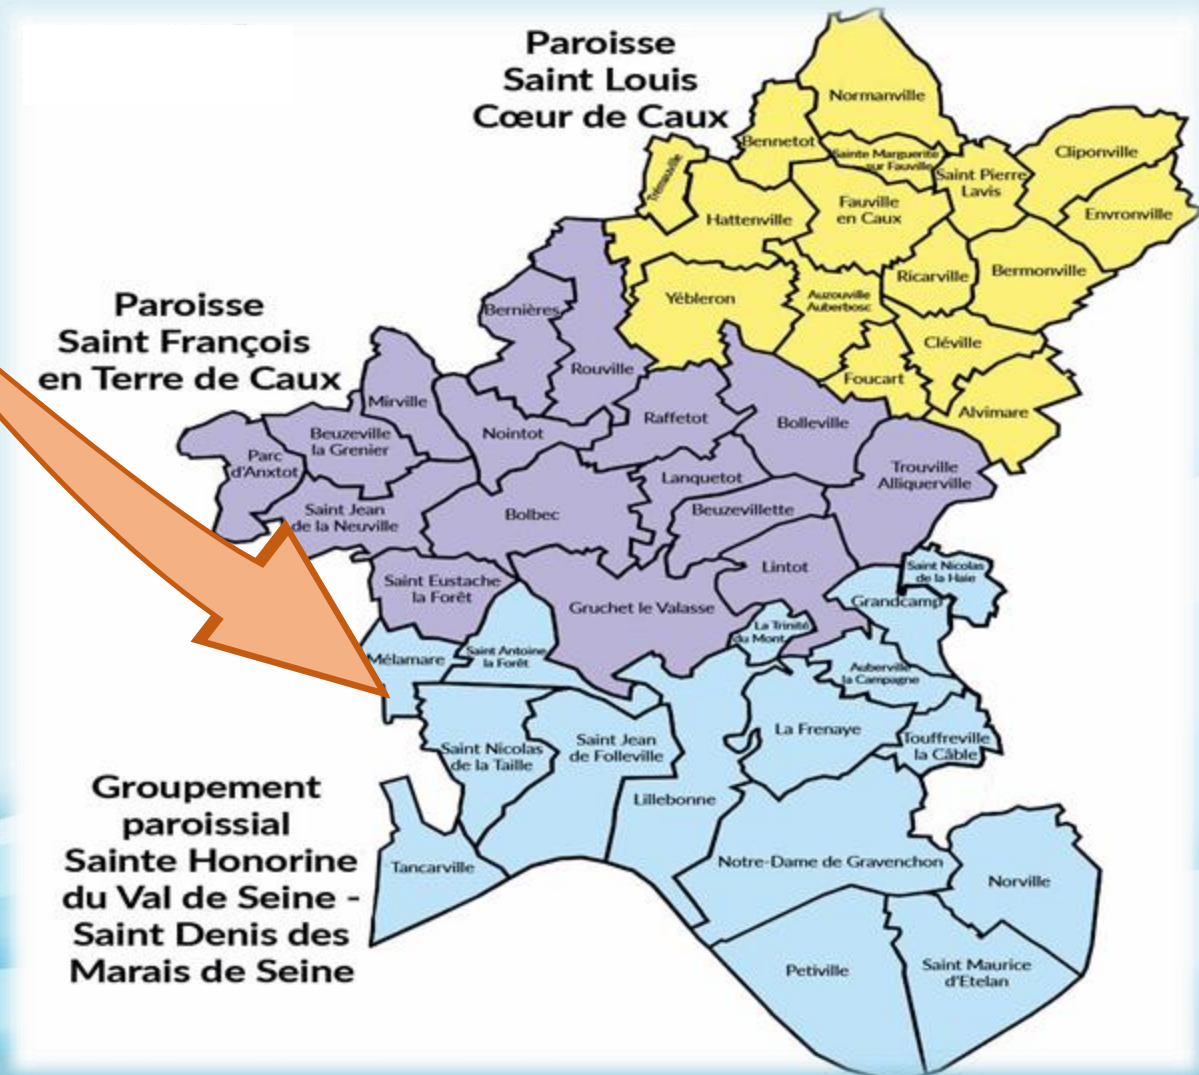 Paroisse
Saint Louis
Cœur de Caux
Normanville
Bennetot
Sainte Marguerite
sur Fauville
Cliponville
Trémauville
Saint Pierre
Lavis
Hattenville
Fauville
en Caux
Envronville
Ricarville
Bermonville
Yébleron
Auzouville
Auberbosc
Cléville
Foucart
Alvimare
Paroisse
Saint François
en Terre de Caux
Bernières
Rouville
Mirville
Nointot
Raffetot
Bolleville
Beuzeville
la Grenier
Parc
d'Anxtot
Trouville
Alliquerville
Lanquetot
Saint Jean
de la Neuville
Bolbec
Beuzevillette
Lintot
Saint Eustache
la Forêt
Gruchet le Valasse
Saint Nicolas
de la Haie
Grandcamp
La Trinité
du Mont
Mélamare
Saint Antoine
la Forêt
Auberville
la Campagne
Saint Nicolas
de la Taille
Saint Jean
de Folleville
La Frenaye
Touffreville
la Câble
Lillebonne
Groupement
paroissial
Sainte Honorine
du Val de Seine -
Saint Denis des
Marais de Seine
Tancarville
Notre-Dame de Gravenchon
Norville
Petiville
Saint Maurice
d'Etelan